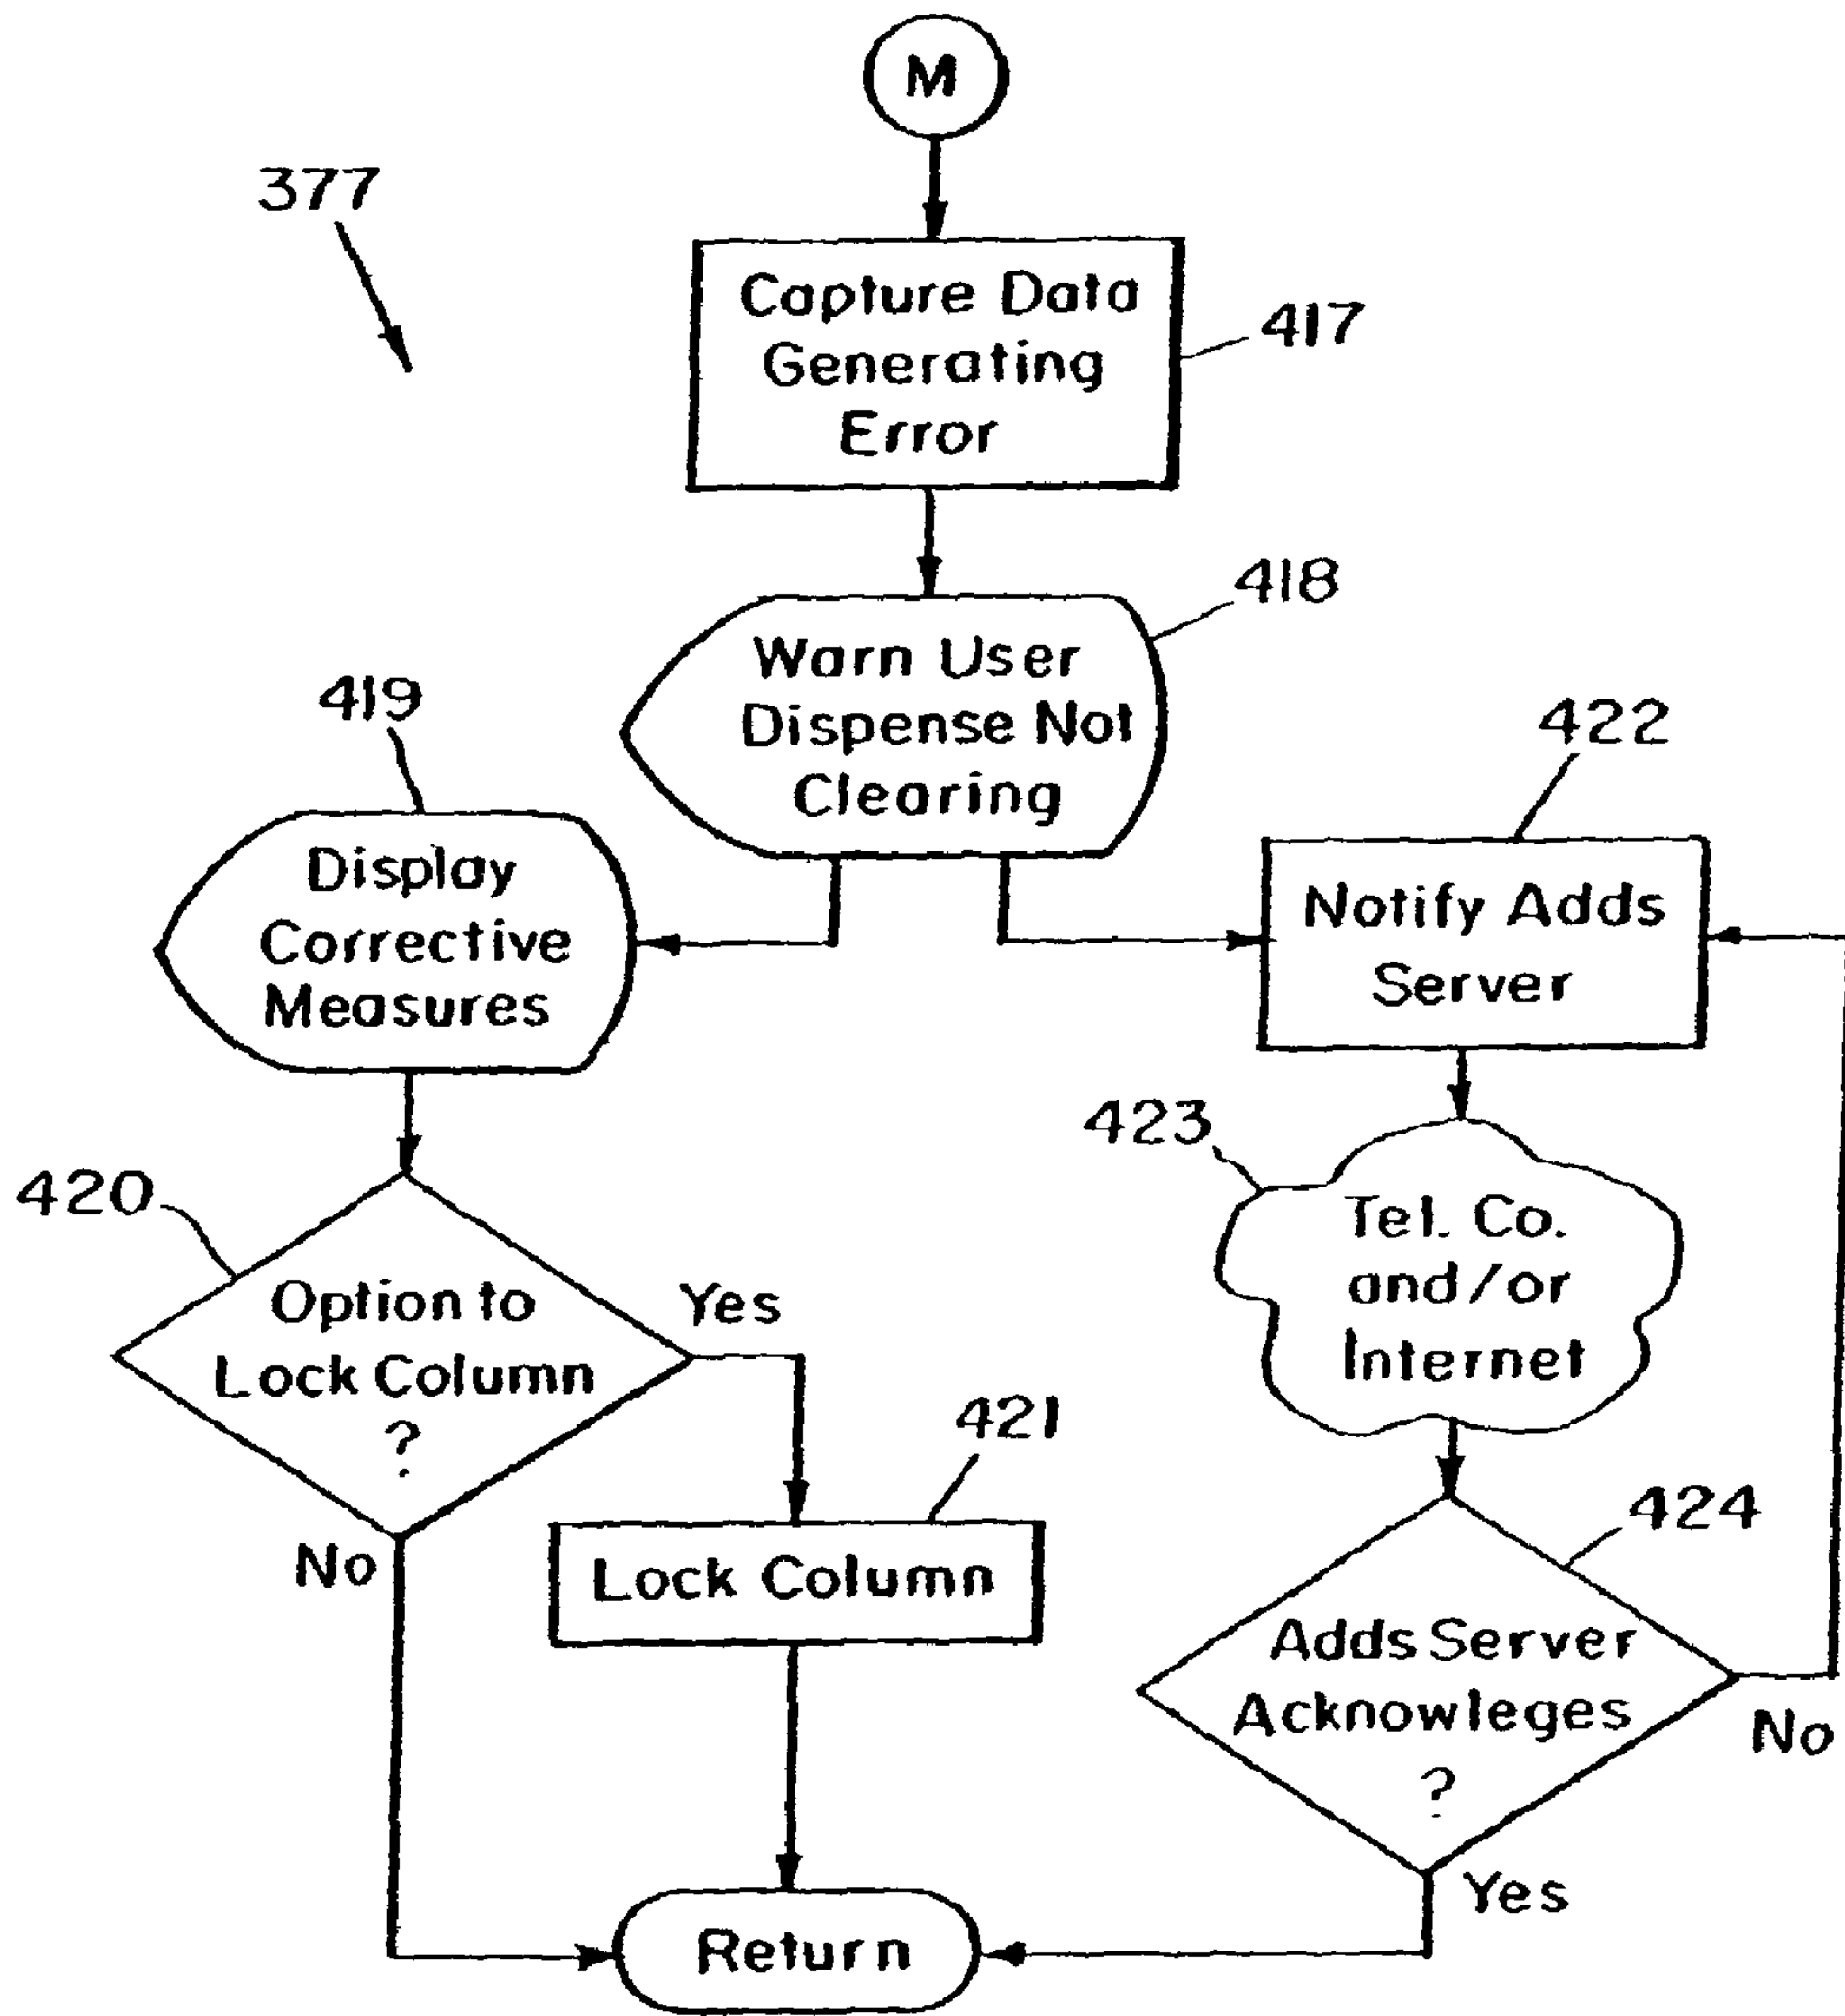 M
377
Capture Data
Generating
Error
417
418
Warn User
Dispense Not
Clearing
419
Display
Corrective
Measures
422
Notify Adds
Server
423
Tel. Co.
and/or
Internet
420
Option to
Lock Column
?
Yes
No
421
Lock Column
424
Adds Server
Acknowleges
?
No
Yes
Return